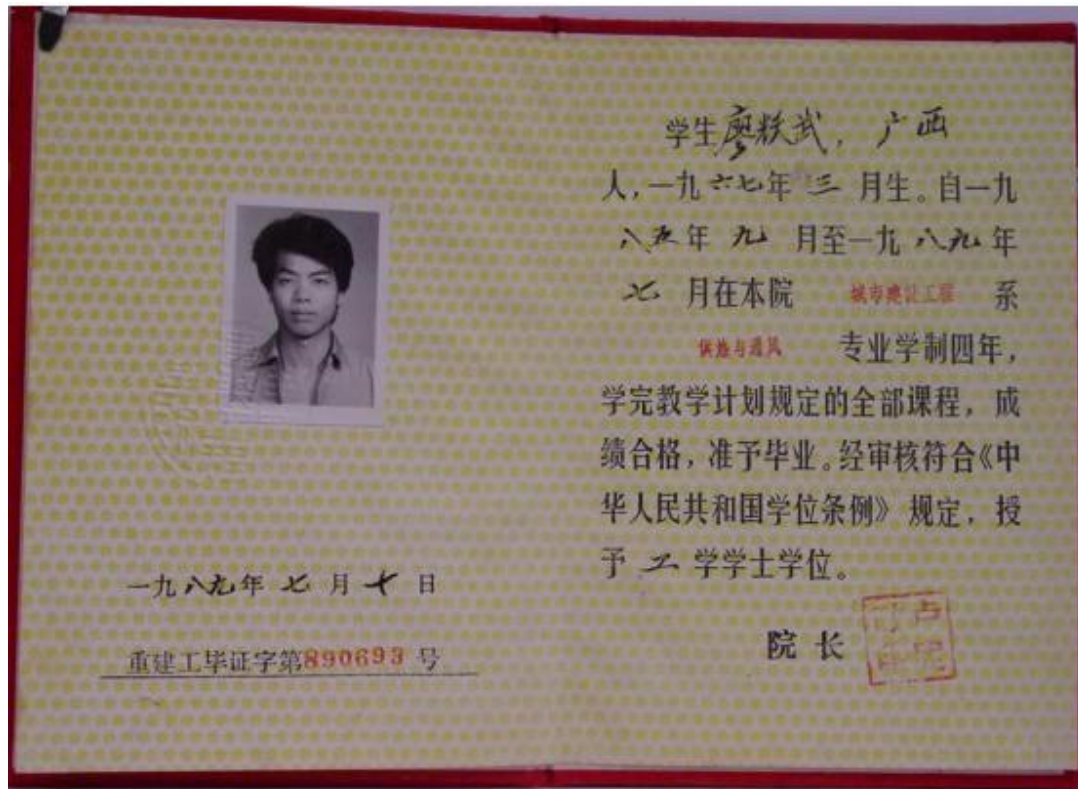 一九八九年七月十日
重建工毕证字第890693号
学生廖轶武，广西
人，一九六七年三月生。自一九
八五年九月至一九八九年
七月在本院 城市建设工程 系
供热与通风 专业学制四年，
学完教学计划规定的全部课程，成
绩合格，准予毕业。经审核符合《中
华人民共和国学位条例》规定，授
予工学学士学位。
院长